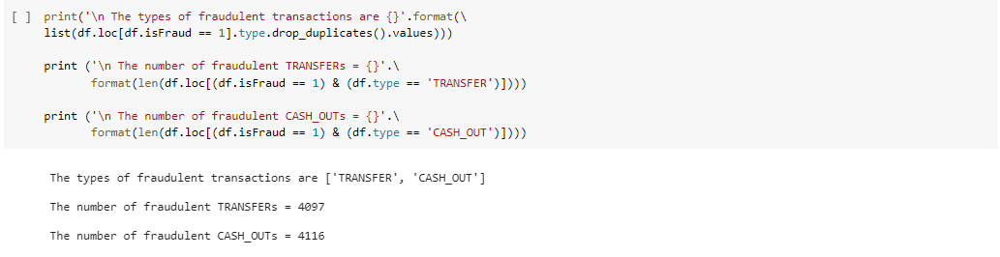 [ ] print('\n The types of fraudulent transactions are {}'.format(\
list(df.loc[df.isFraud == 1].type.drop_duplicates().values)))
print ('\n The number of fraudulent TRANSFERs = {}'.\
format(len(df.loc[(df.isFraud == 1) & (df.type == 'TRANSFER')])))
print ('\n The number of fraudulent CASH_OUTs = {}'.\
format(len(df.loc[(df.isFraud == 1) & (df.type == 'CASH_OUT')])))
The types of fraudulent transactions are ['TRANSFER', 'CASH_OUT']
The number of fraudulent TRANSFERs = 4097
The number of fraudulent CASH_OUTs = 4116